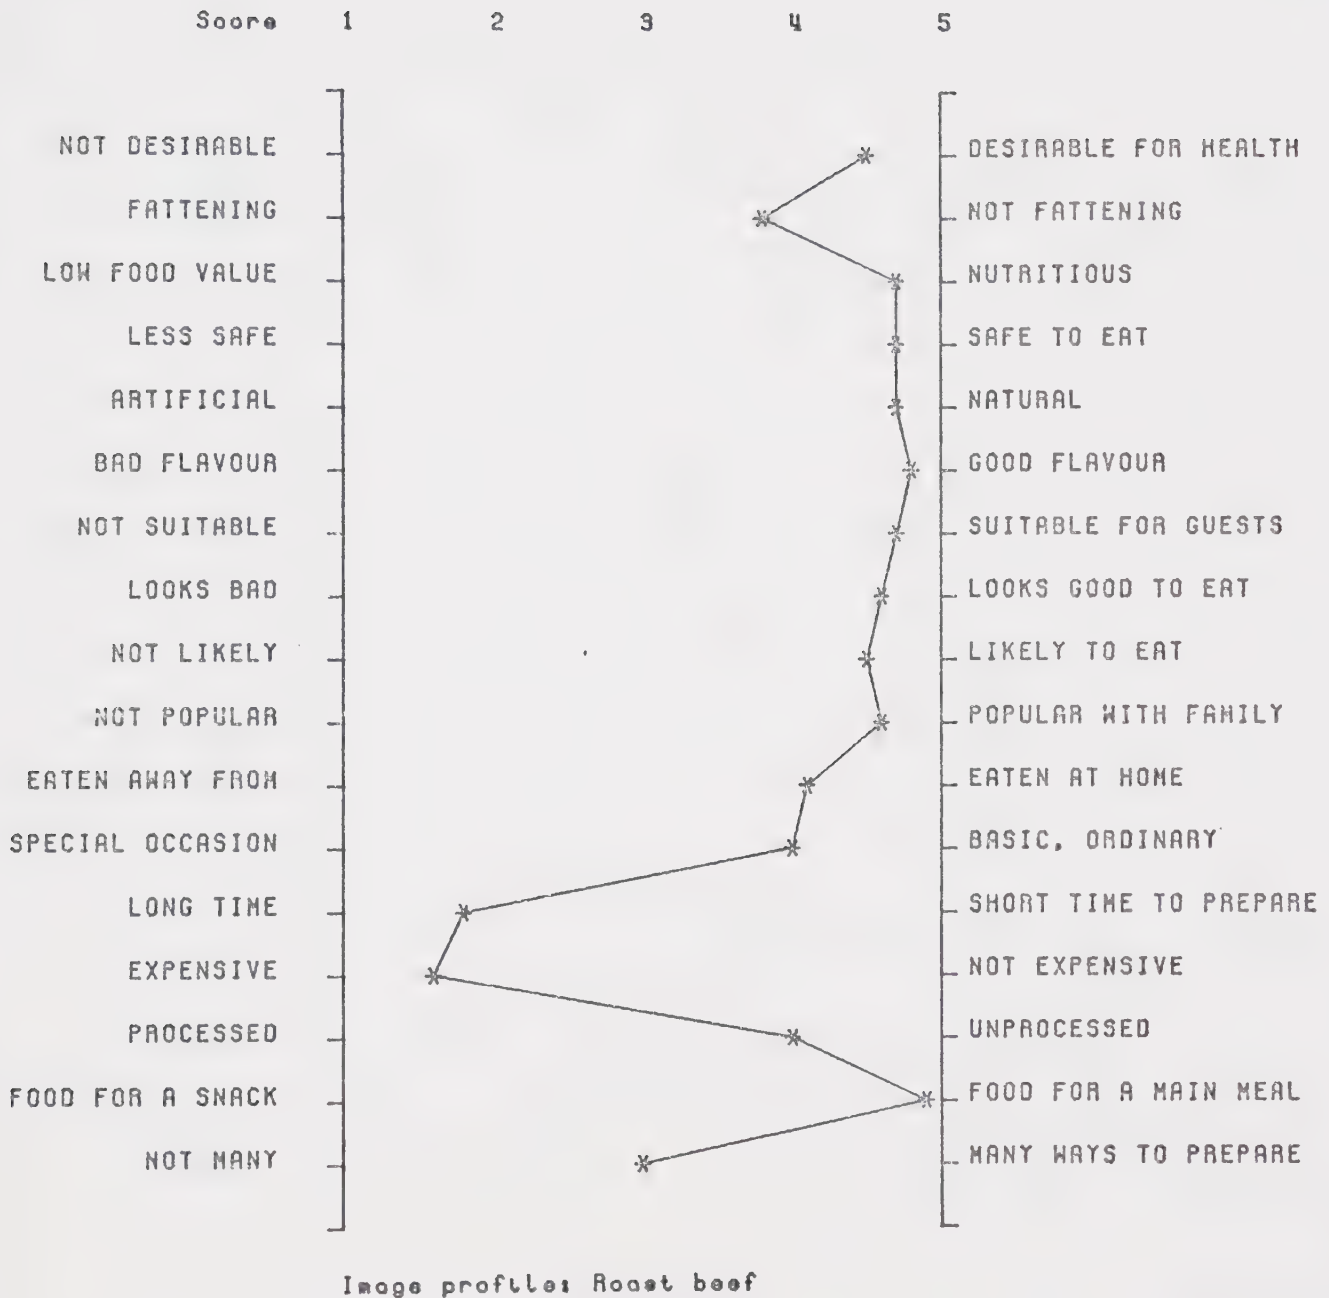 Score 1 2 3 4 5
NOT DESIRABLE DESIRABLE FOR HEALTH
FATTENING NOT FATTENING
LOW FOOD VALUE NUTRITIOUS
LESS SAFE SAFE TO EAT
ARTIFICIAL NATURAL
BAD FLAVOUR GOOD FLAVOUR
NOT SUITABLE SUITABLE FOR GUESTS
LOOKS BAD LOOKS GOOD TO EAT
NOT LIKELY LIKELY TO EAT
NOT POPULAR POPULAR WITH FAMILY
EATEN AWAY FROM EATEN AT HOME
SPECIAL OCCASION BASIC, ORDINARY
LONG TIME SHORT TIME TO PREPARE
EXPENSIVE NOT EXPENSIVE
PROCESSED UNPROCESSED
FOOD FOR A SNACK FOOD FOR A MAIN MEAL
NOT MANY MANY WAYS TO PREPARE
Image profile: Roast beef